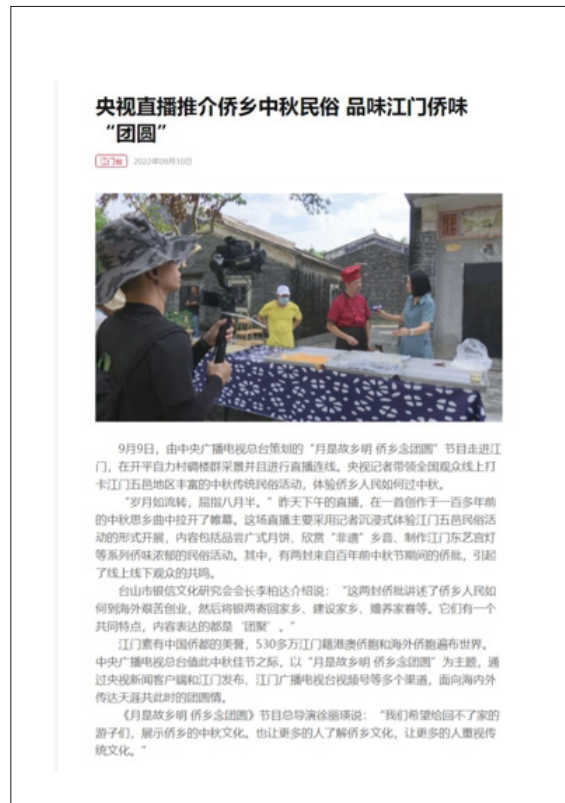 央视直播推介侨乡中秋民俗 品味江门侨味
“团圆”
江门台 2022年09月10日
9月9日，由中央广播电视总台策划的“月是故乡明 侨乡念团圆”节目走进江
门，在开平自力村碉楼群采景并且进行直播连线。央视记者带领全国观众线上打
卡江门五邑地区丰富的中秋传统民俗活动，体验侨乡人民如何过中秋。
“岁月如流转，屈指八月半。”昨天下午的直播，在一首创作于一百多年前
的中秋思乡曲中拉开了帷幕。这场直播主要采用记者沉浸式体验江门五邑民俗活
动的形式开展，内容包括品尝广式月饼、欣赏“非遗”乡音、制作江门东艺宫灯
等系列侨味浓郁的民俗活动。其中，有两封来自百年前中秋节期间的侨批，引起
了线上线下观众的共鸣。
台山市银信文化研究会会长李柏达介绍说：“这两封侨批讲述了侨乡人民如
何到海外艰苦创业，然后将银两寄回家乡、建设家乡、赡养家眷等。它们有一个
共同特点，内容表达的都是‘团聚’。”
江门素有中国侨都的美誉，530多万江门籍港澳侨胞和海外侨胞遍布世界。
中央广播电视总台值此中秋佳节之际，以“月是故乡明 侨乡念团圆”为主题，通
过央视新闻客户端和江门发布、江门广播电视台视频号等多个渠道，面向海内外
传达天涯共此时的团圆情。
《月是故乡明 侨乡念团圆》节目总导演徐丽瑛说：“我们希望给回不了家的
游子们，展示侨乡的中秋文化。也让更多的人了解侨乡文化，让更多的人重视传
统文化。”